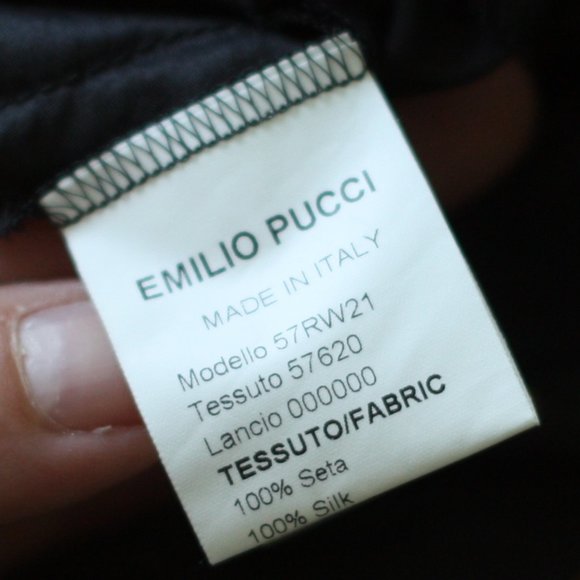 EMILIO PUCCI
MADE IN ITALY
Modello 57RW21
Tessuto 57620
Lancio 000000
TESSUTO/FABRIC
100% Seta
100% Silk